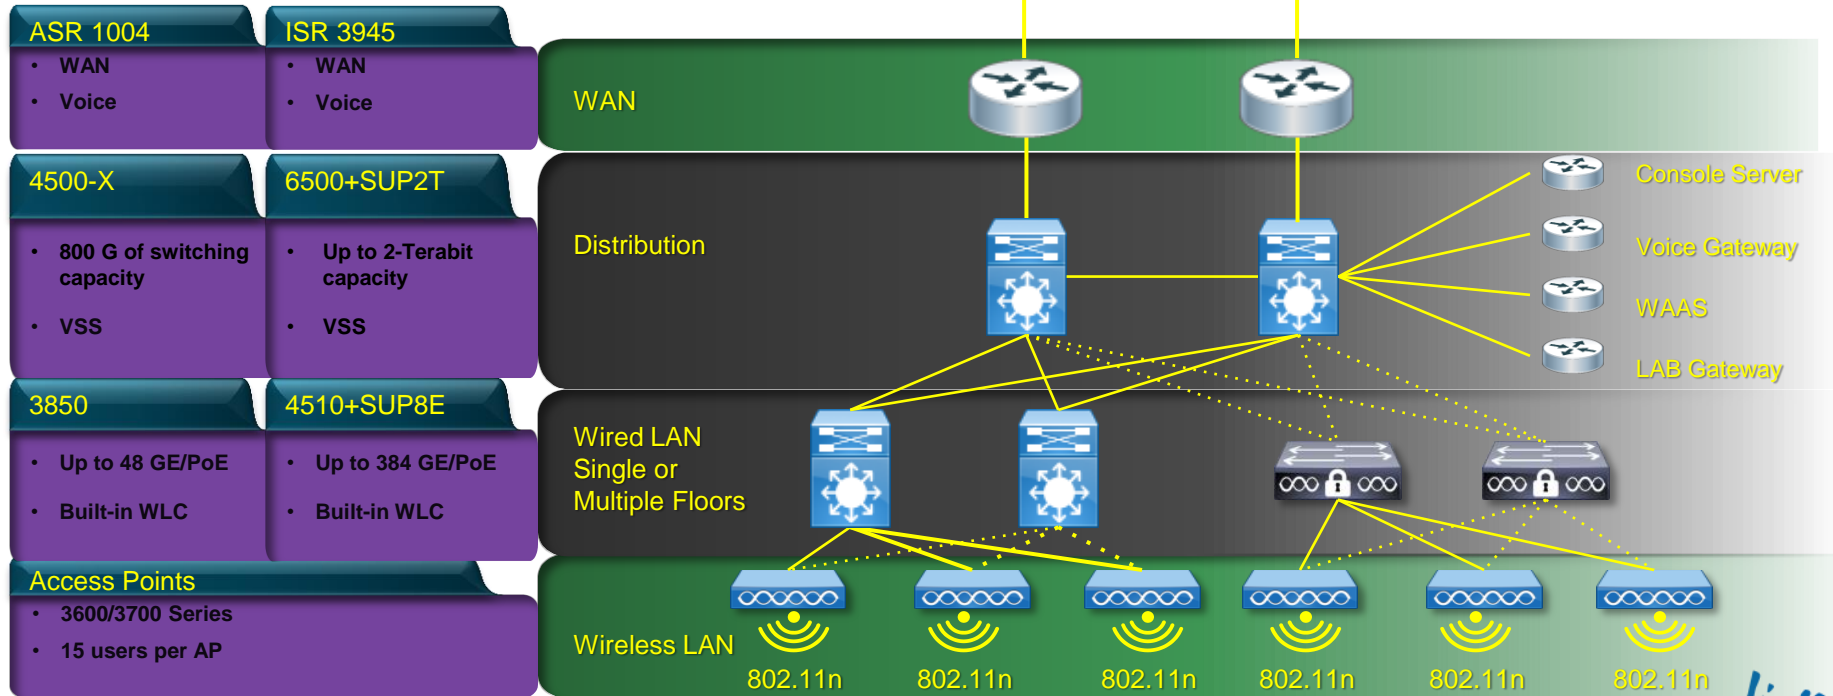 ASR 1004
• WAN
• Voice
ISR 3945
• WAN
• Voice
WAN
4500-X
• 800 G of switching
capacity
• VSS
6500+SUP2T
• Up to 2-Terabit
capacity
• VSS
Distribution
Console Server
Voice Gateway
WAAS
LAB Gateway
3850
• Up to 48 GE/PoE
• Built-in WLC
4510+SUP8E
• Up to 384 GE/PoE
• Built-in WLC
Wired LAN
Single or
Multiple Floors
Access Points
• 3600/3700 Series
• 15 users per AP
Wireless LAN
802.11n
802.11n
802.11n
802.11n
802.11n
802.11n